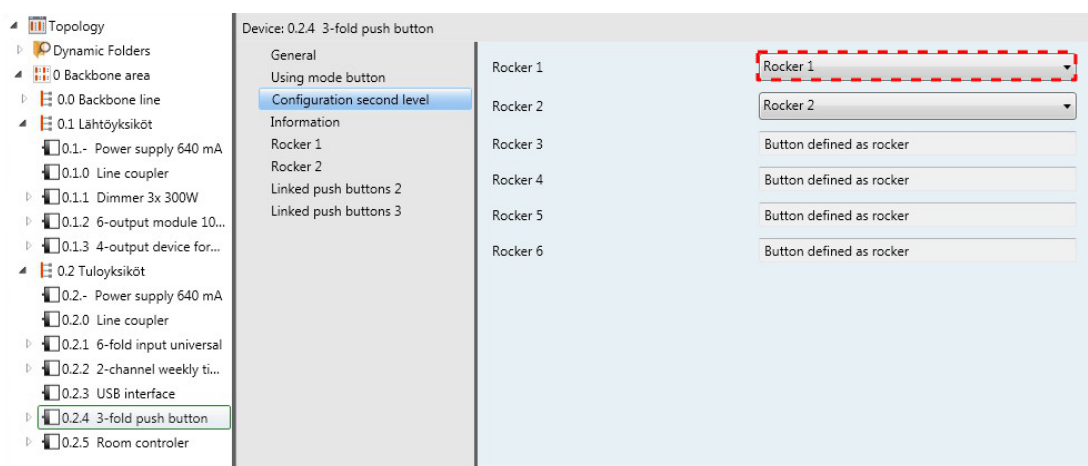 Topology
Dynamic Folders
0 Backbone area
0.0 Backbone line
0.1 Lähtöyksiköt
0.1.- Power supply 640 mA
0.1.0 Line coupler
0.1.1 Dimmer 3x 300W
0.1.2 6-output module 10...
0.1.3 4-output device for...
0.2 Tuloyksiköt
0.2.- Power supply 640 mA
0.2.0 Line coupler
0.2.1 6-fold input universal
0.2.2 2-channel weekly ti...
0.2.3 USB interface
0.2.4 3-fold push button
0.2.5 Room controler
Device: 0.2.4 3-fold push button
General
Using mode button
Configuration second level
Information
Rocker 1
Rocker 2
Linked push buttons 2
Linked push buttons 3
Rocker 1 Rocker 1
Rocker 2 Rocker 2
Rocker 3 Button defined as rocker
Rocker 4 Button defined as rocker
Rocker 5 Button defined as rocker
Rocker 6 Button defined as rocker